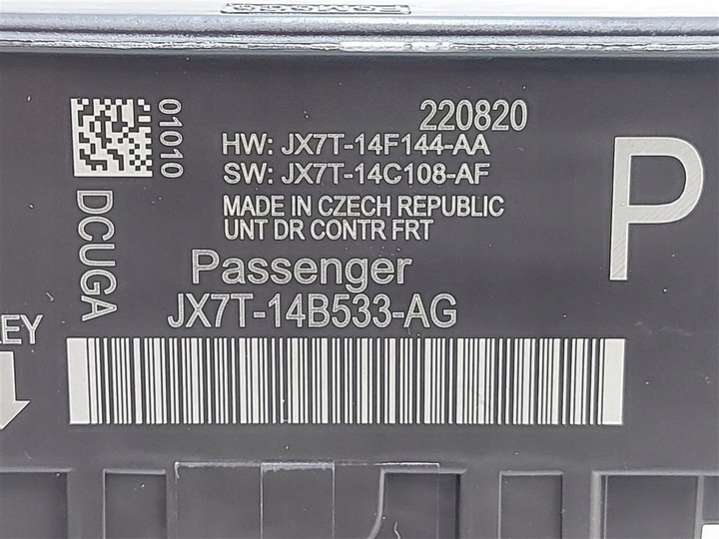 FOMOCO
01010
220820
HW: JX7T-14F144-AA
SW: JX7T-14C108-AF
MADE IN CZECH REPUBLIC
UNT DR CONTR FRT
P
DCUGA
Passenger
JX7T-14B533-AG
EY